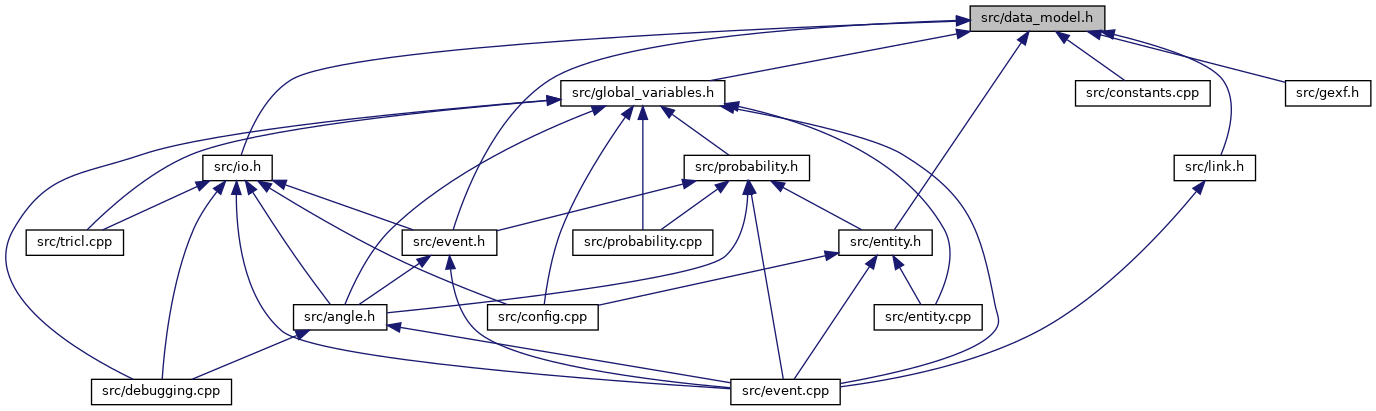 src/data_model.h
src/global_variables.h
src/constants.cpp
src/gexf.h
src/io.h
src/probability.h
src/link.h
src/tricl.cpp
src/event.h
src/probability.cpp
src/entity.h
src/angle.h
src/config.cpp
src/entity.cpp
src/debugging.cpp
src/event.cpp